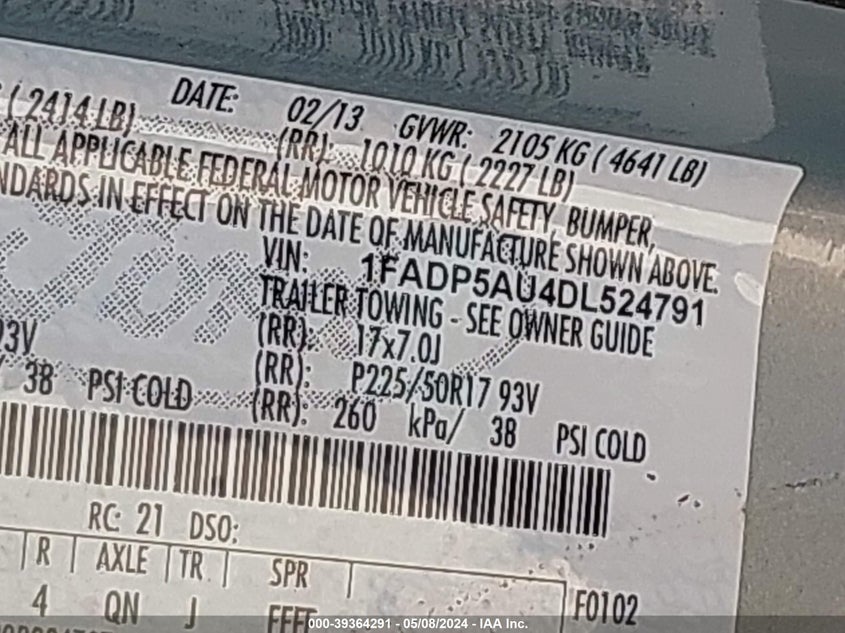 DATE: 02/13 GVWR: 2105 KG ( 4641 LB)
( 2414 LB) (RR): 1010 KG ( 2227 LB)
ALL APPLICABLE FEDERAL MOTOR VEHICLE SAFETY, BUMPER,
NDARDS IN EFFECT ON THE DATE OF MANUFACTURE SHOWN ABOVE.
VIN: 1FADP5AU4DL524791
TRAILER TOWING - SEE OWNER GUIDE
(RR): 17x7.0J
93V (RR): P225/50R17 93V
/ 38 PSI COLD (RR): 260 kPa/ 38 PSI COLD
RC: 21 DSO:
R AXLE TR SPR
4 QN J FFFF F0102
000-39364291 - 05/08/2024 - IAA Inc.